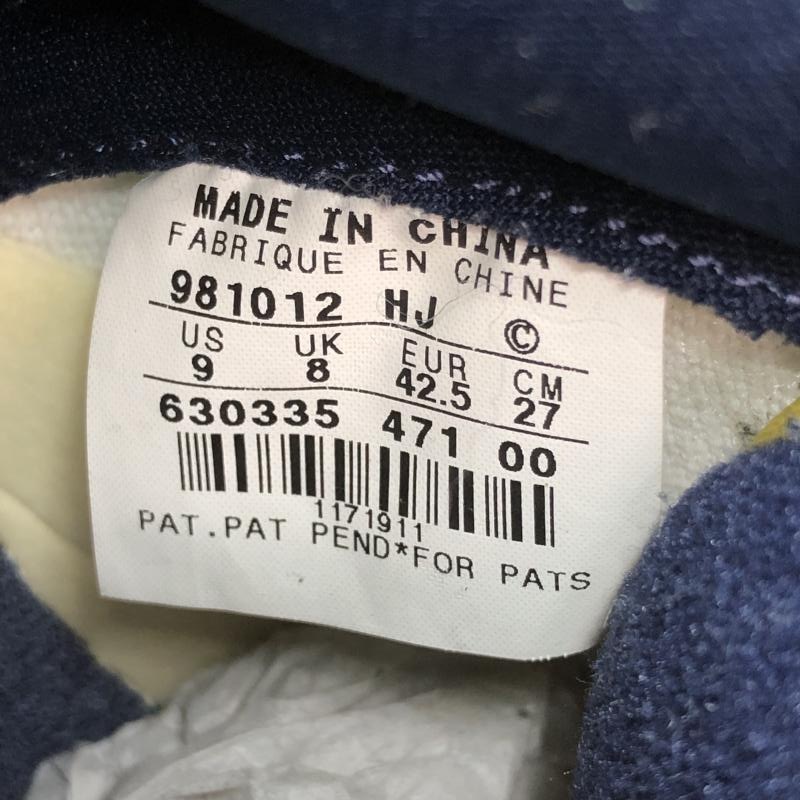 MADE IN CHINA
FABRIQUE EN CHINE
981012 HJ ©
US UK EUR CM
9 8 42.5 27
630335 471 00
1171911
PAT.PAT PEND*FOR PATS